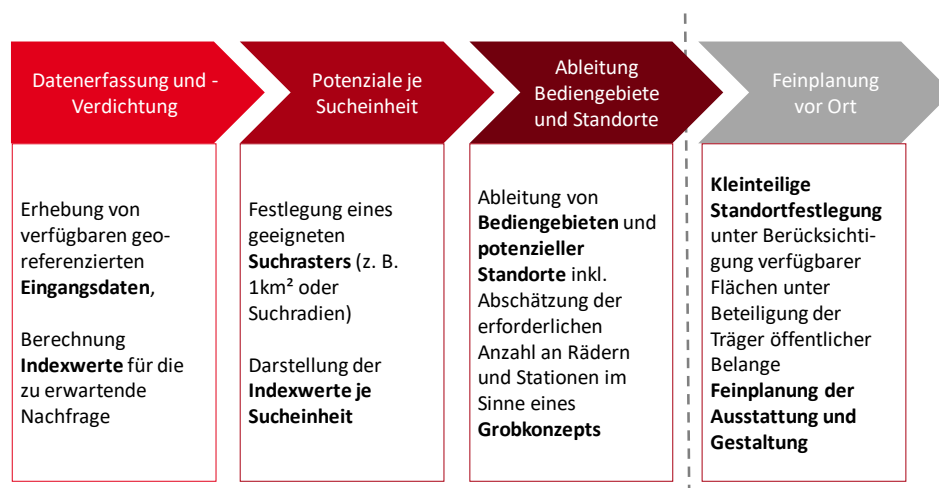 Datenerfassung und -
Verdichtung
Potenziale je
Sucheinheit
Ableitung
Bediengebiete
und Standorte
Feinplanung
vor Ort
Erhebung von
verfügbaren geo-
referenzierten
Eingangsdaten,
Berechnung
Indexwerte für die
zu erwartende
Nachfrage
Festlegung eines
geeigneten
Suchrasters (z. B.
1km² oder
Suchradien)
Darstellung der
Indexwerte je
Sucheinheit
Ableitung von
Bediengebieten und
potenzieller
Standorte inkl.
Abschätzung der
erforderlichen
Anzahl an Rädern
und Stationen im
Sinne eines
Grobkonzepts
Kleinteilige
Standortfestlegung
unter Berücksichti-
gung verfügbarer
Flächen unter
Beteiligung der
Träger öffentlicher
Belange
Feinplanung der
Ausstattung und
Gestaltung